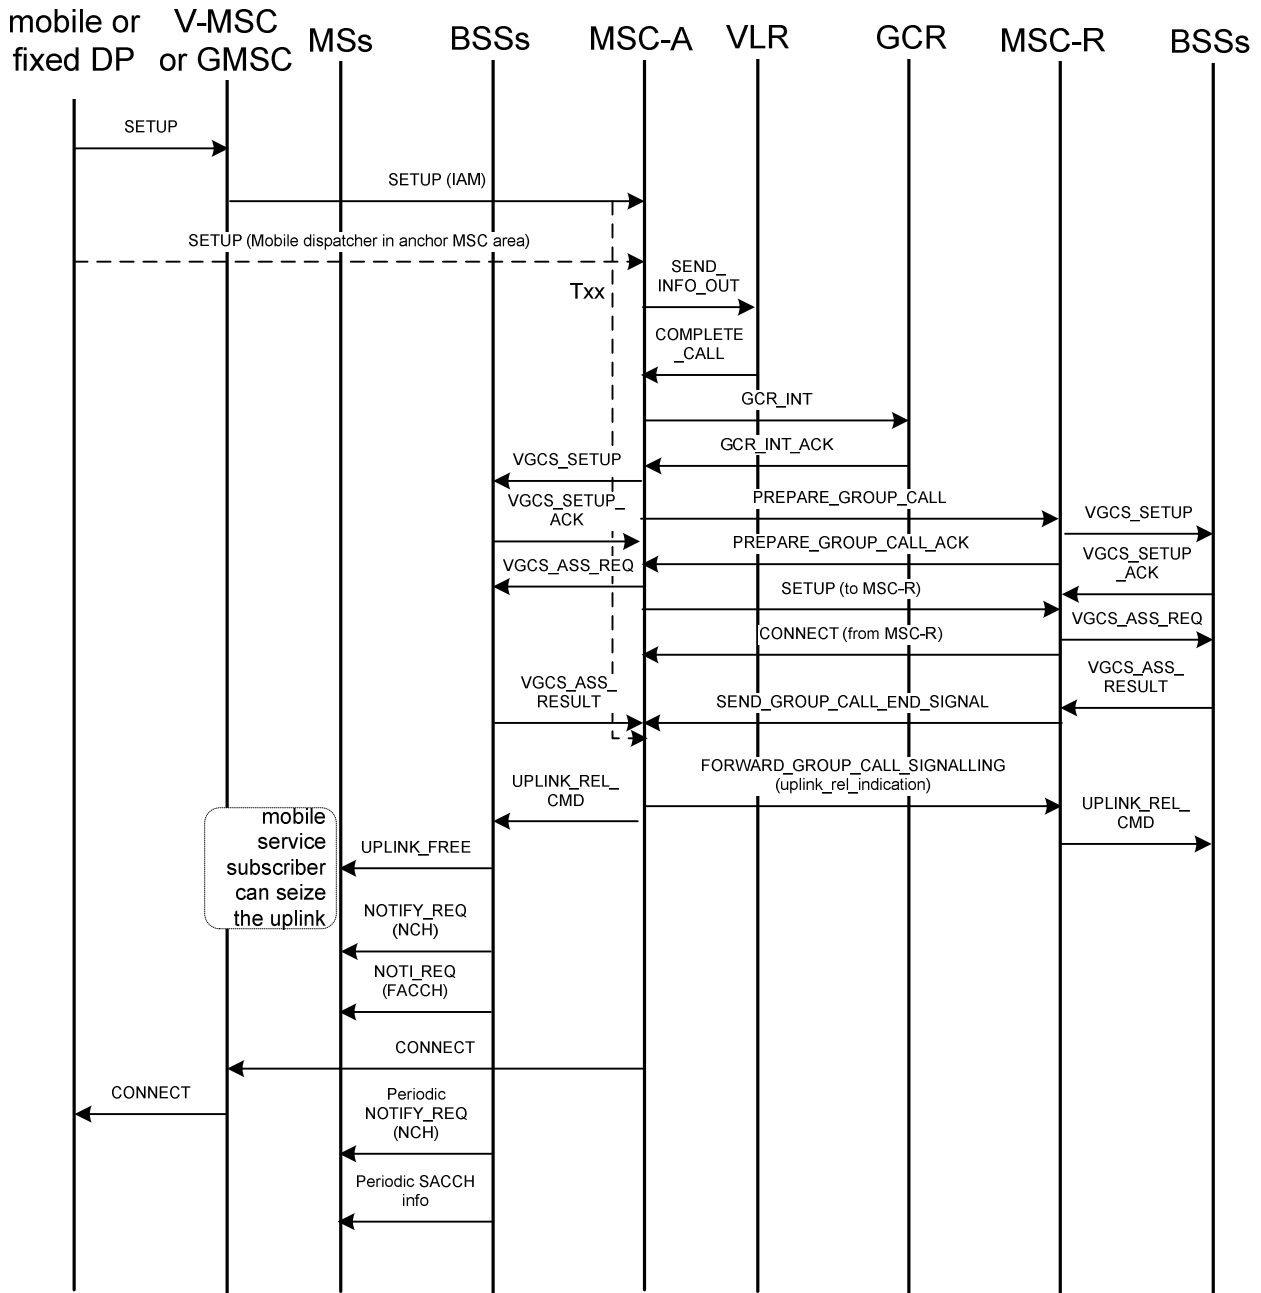 mobile or
fixed DP
V-MSC
or GMSC
MSs
BSSs
MSC-A
VLR
GCR
MSC-R
BSSs
SETUP
SETUP (IAM)
SETUP (Mobile dispatcher in anchor MSC area)
Txx
SEND_
INFO_OUT
COMPLETE
_CALL
GCR_INT
GCR_INT_ACK
VGCS_SETUP
VGCS_SETUP_
ACK
PREPARE_GROUP_CALL
VGCS_SETUP
PREPARE_GROUP_CALL_ACK
VGCS_SETUP
_ACK
VGCS_ASS_REQ
SETUP (to MSC-R)
VGCS_ASS_REQ
CONNECT (from MSC-R)
VGCS_ASS_
RESULT
VGCS_ASS_
RESULT
SEND_GROUP_CALL_END_SIGNAL
FORWARD_GROUP_CALL_SIGNALLING
(uplink_rel_indication)
UPLINK_REL_
CMD
UPLINK_REL_
CMD
mobile
service
subscriber
can seize
the uplink
UPLINK_FREE
NOTIFY_REQ
(NCH)
NOTI_REQ
(FACCH)
CONNECT
CONNECT
Periodic
NOTIFY_REQ
(NCH)
Periodic SACCH
info